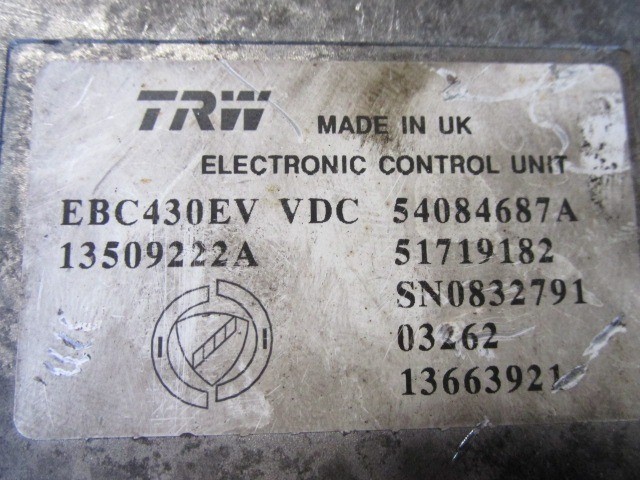 TRW MADE IN UK
ELECTRONIC CONTROL UNIT
EBC430EV VDC 54084687A
13509222A 51719182
SN0832791
03262
13663921